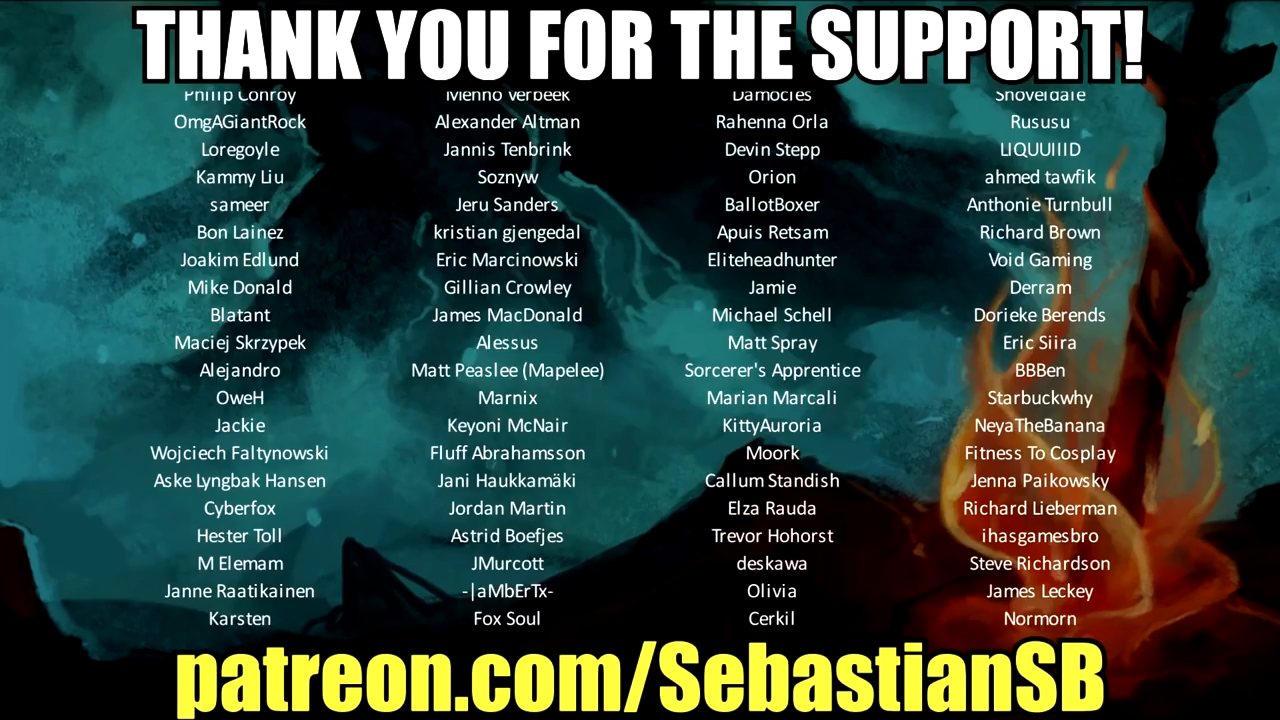 THANK YOU FOR THE SUPPORT!
Philip Conroy Menno Verbeek Damocles Shoveldale
OmgAGiantRock Alexander Altman Rahenna Orla Rususu
Loregoyle Jannis Tenbrink Devin Stepp LIQUUIIID
Kammy Liu Soznyw Orion ahmed tawfik
sameer Jeru Sanders BallotBoxer Anthonie Turnbull
Bon Lainez kristian gjengedal Apuis Retsam Richard Brown
Joakim Edlund Eric Marcinowski Eliteheadhunter Void Gaming
Mike Donald Gillian Crowley Jamie Derram
Blatant James MacDonald Michael Schell Dorieke Berends
Maciej Skrzypek Alessus Matt Spray Eric Siira
Alejandro Matt Peaslee (Mapelee) Sorcerer's Apprentice BBBen
OweH Marnix Marian Marcali Starbuckwhy
Jackie Keyoni McNair KittyAuroria NeyaTheBanana
Wojciech Faltynowski Fluff Abrahamsson Moork Fitness To Cosplay
Aske Lyngbak Hansen Jani Haukkamäki Callum Standish Jenna Paikowsky
Cyberfox Jordan Martin Elza Rauda Richard Lieberman
Hester Toll Astrid Boefjes Trevor Hohorst ihasgamesbro
M Elemam JMurcott deskawa Steve Richardson
Janne Raatikainen -|aMbErTx- Olivia James Leckey
Karsten Fox Soul Cerkil Normorn
patreon.com/SebastianSB